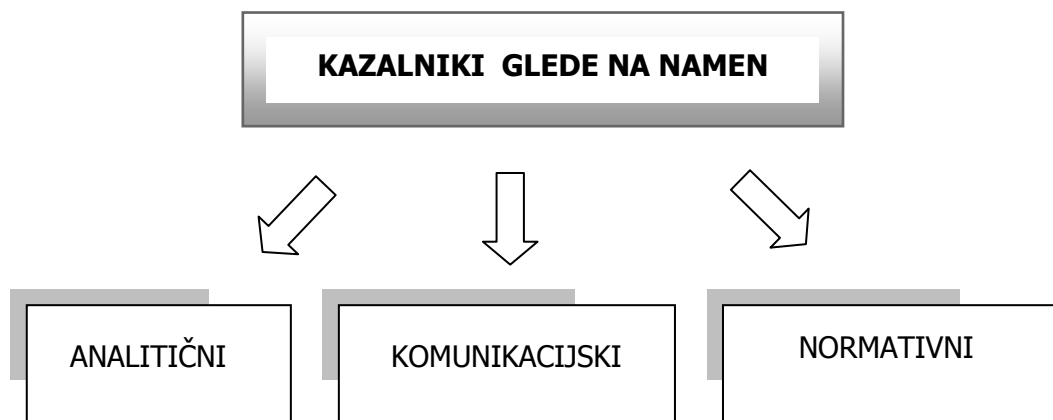 KAZALNIKI GLEDE NA NAMEN
ANALITIČNI
KOMUNIKACIJSKI
NORMATIVNI